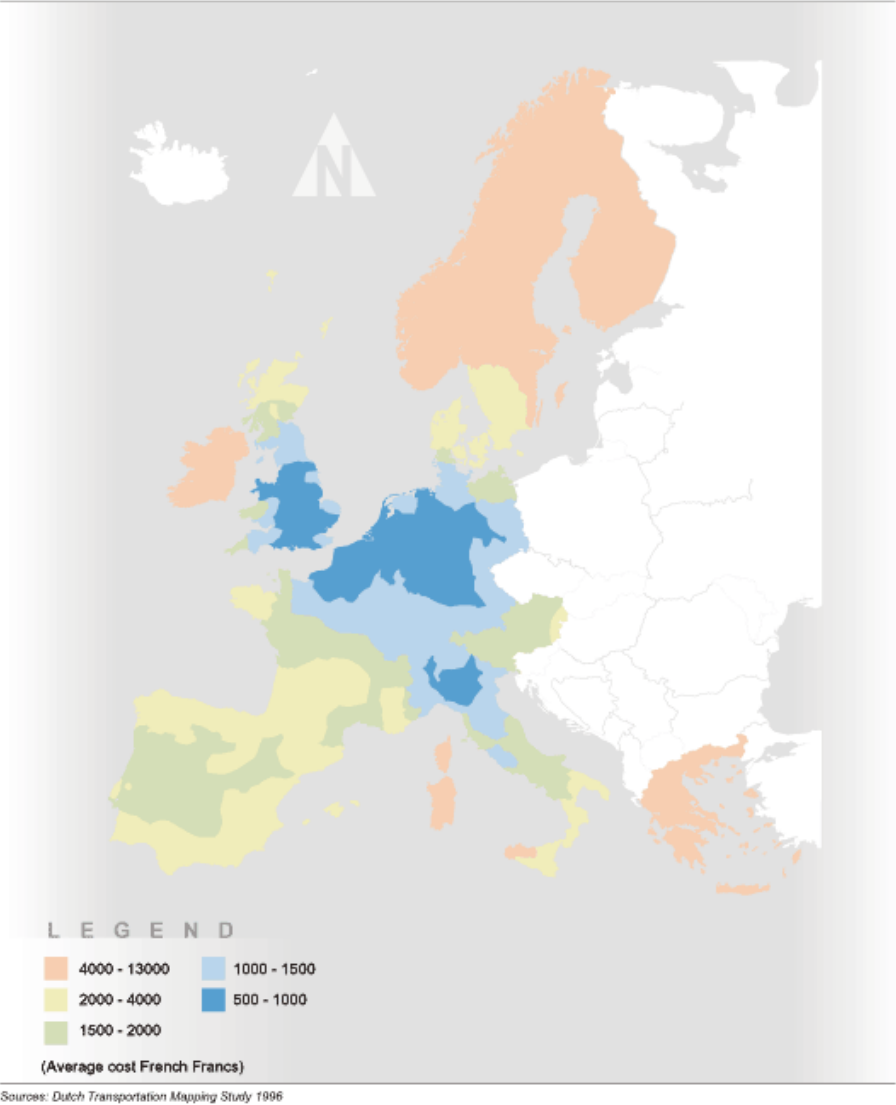 N
L E G E N D
4000 - 13000
1000 - 1500
2000 - 4000
500 - 1000
1500 - 2000
(Average cost French Francs)
Sources: Dutch Transportation Mapping Study 1996